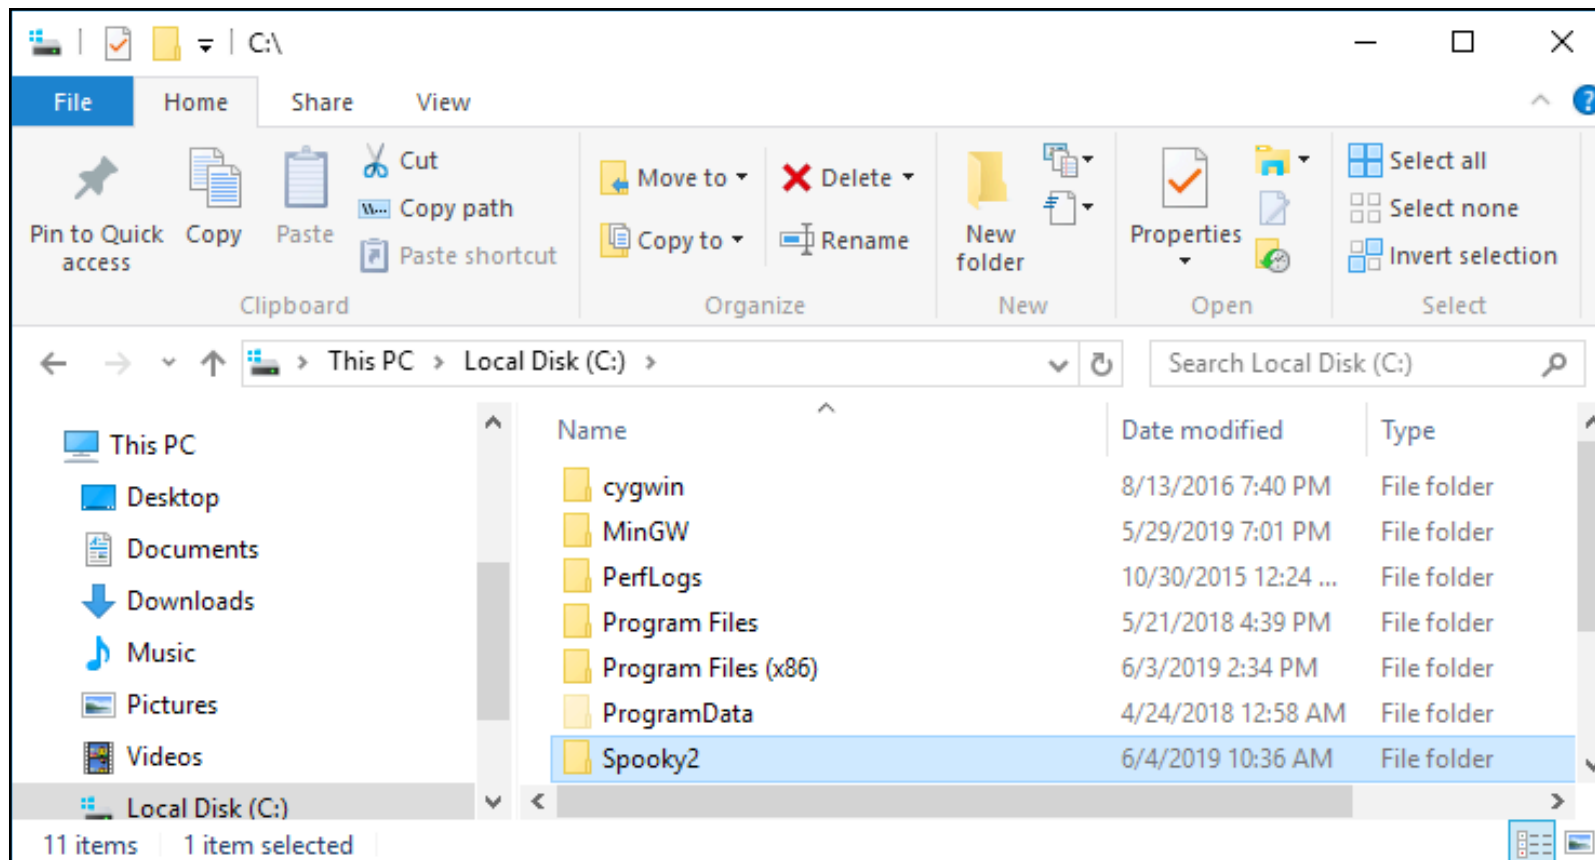 C:\
File Home Share View
Pin to Quick access
Copy
Paste
Cut
Copy path
Paste shortcut
Clipboard
Move to
Copy to
Delete
Rename
Organize
New folder
New
Properties
Open
Select all
Select none
Invert selection
Select
This PC > Local Disk (C:) >
Search Local Disk (C:)
This PC
Desktop
Documents
Downloads
Music
Pictures
Videos
Local Disk (C:)
Name Date modified Type
cygwin 8/13/2016 7:40 PM File folder
MinGW 5/29/2019 7:01 PM File folder
PerfLogs 10/30/2015 12:24 ... File folder
Program Files 5/21/2018 4:39 PM File folder
Program Files (x86) 6/3/2019 2:34 PM File folder
ProgramData 4/24/2018 12:58 AM File folder
Spooky2 6/4/2019 10:36 AM File folder
11 items 1 item selected